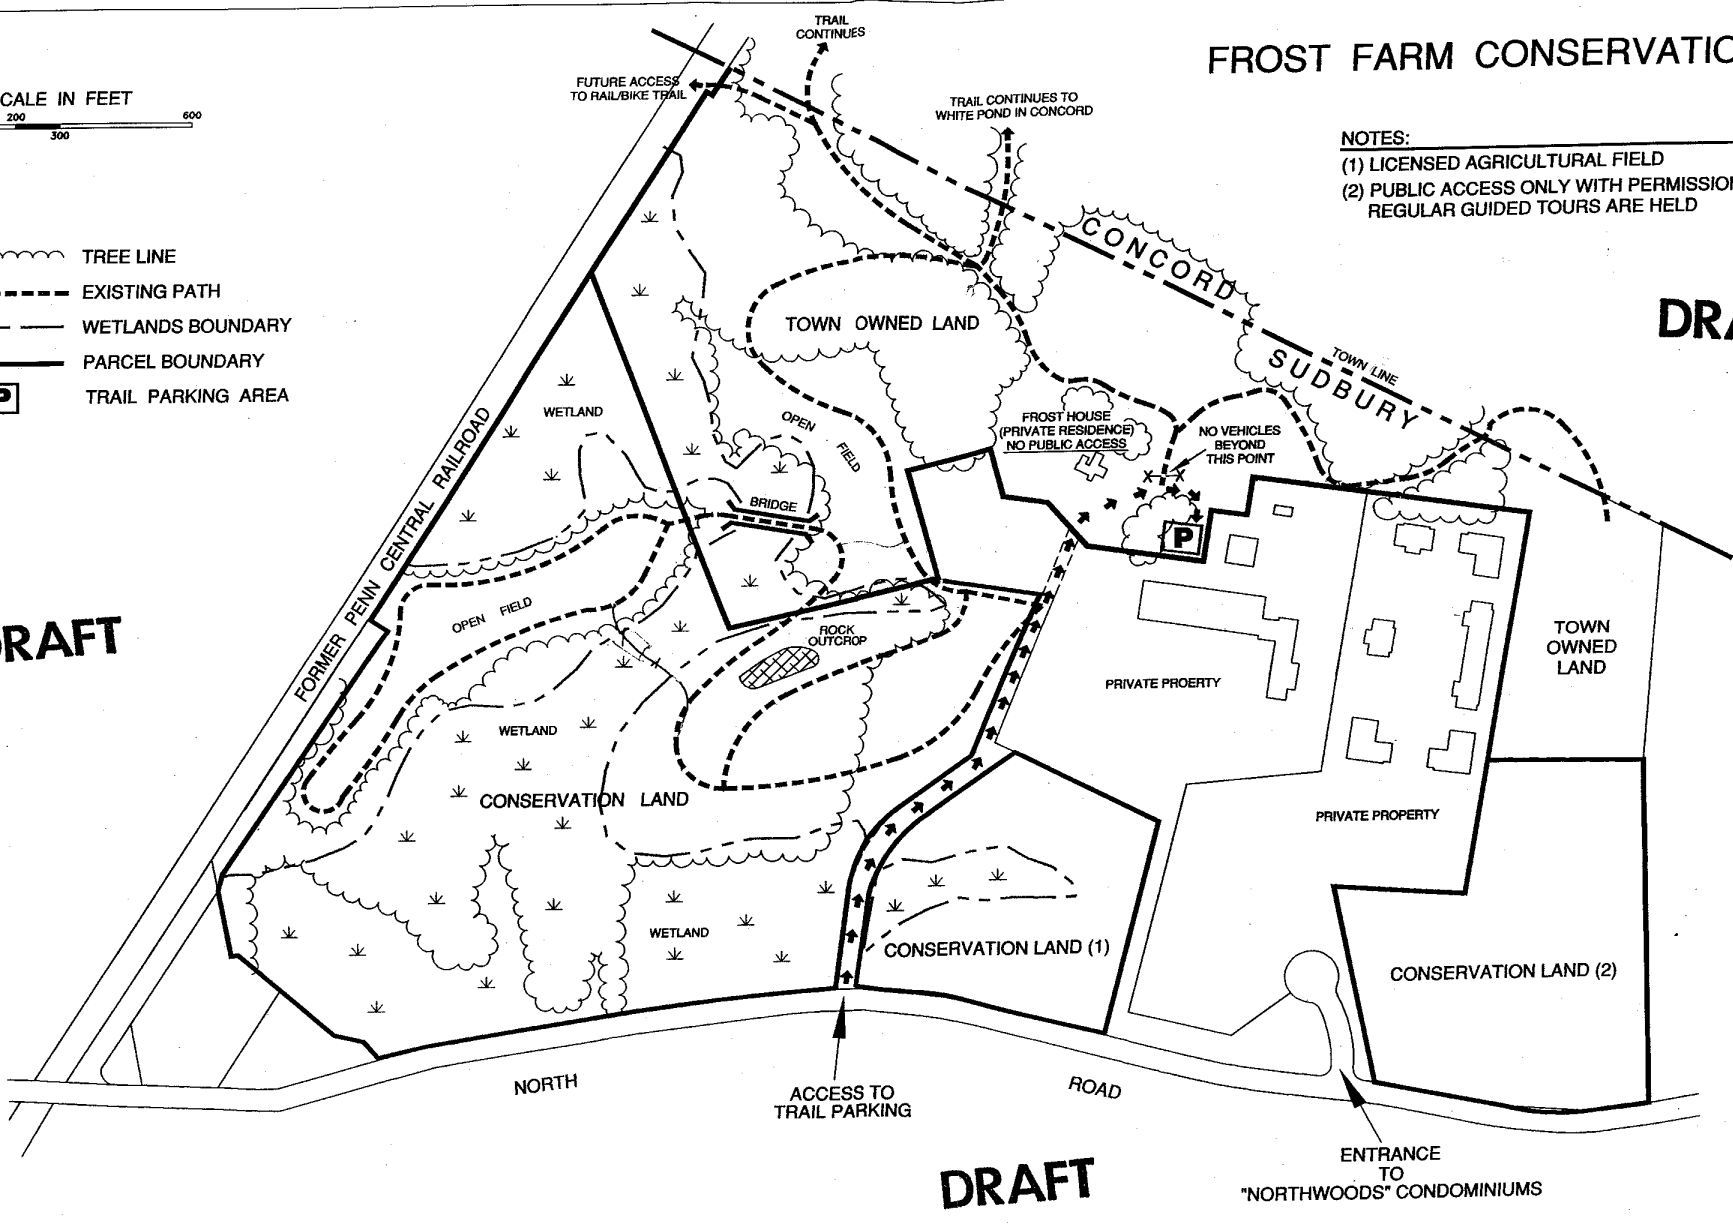 TRAIL
CONTINUES
FROST FARM CONSERVATIO
FUTURE ACCESS
TO RAIL/BIKE TRAIL
TRAIL CONTINUES TO
WHITE POND IN CONCORD
CALE IN FEET
200
600
300
NOTES:
(1) LICENSED AGRICULTURAL FIELD
(2) PUBLIC ACCESS ONLY WITH PERMISSION
REGULAR GUIDED TOURS ARE HELD
TREE LINE
EXISTING PATH
WETLANDS BOUNDARY
PARCEL BOUNDARY
P
TRAIL PARKING AREA
CONCORD
TOWN LINE
SUDBURY
DRA
TOWN OWNED LAND
WETLAND
OPEN
FIELD
FROST HOUSE
(PRIVATE RESIDENCE)
NO PUBLIC ACCESS
NO VEHICLES
BEYOND
THIS POINT
X
X
BRIDGE
P
FORMER PENN CENTRAL RAILROAD
OPEN FIELD
DRAFT
ROCK
OUTCROP
TOWN
OWNED
LAND
PRIVATE PROERTY
WETLAND
CONSERVATION LAND
PRIVATE PROPERTY
WETLAND
CONSERVATION LAND (1)
CONSERVATION LAND (2)
NORTH
ROAD
ACCESS TO
TRAIL PARKING
ENTRANCE
TO
"NORTHWOODS" CONDOMINIUMS
DRAFT